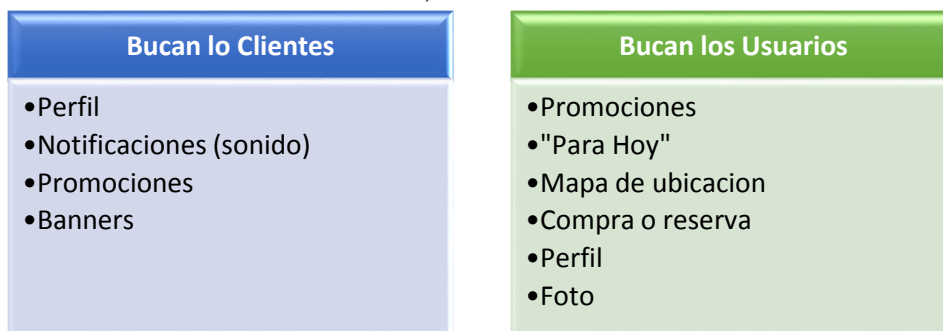 Bucan lo Clientes
•Perfil
•Notificaciones (sonido)
•Promociones
•Banners
Bucan los Usuarios
•Promociones
•"Para Hoy"
•Mapa de ubicacion
•Compra o reserva
•Perfil
•Foto